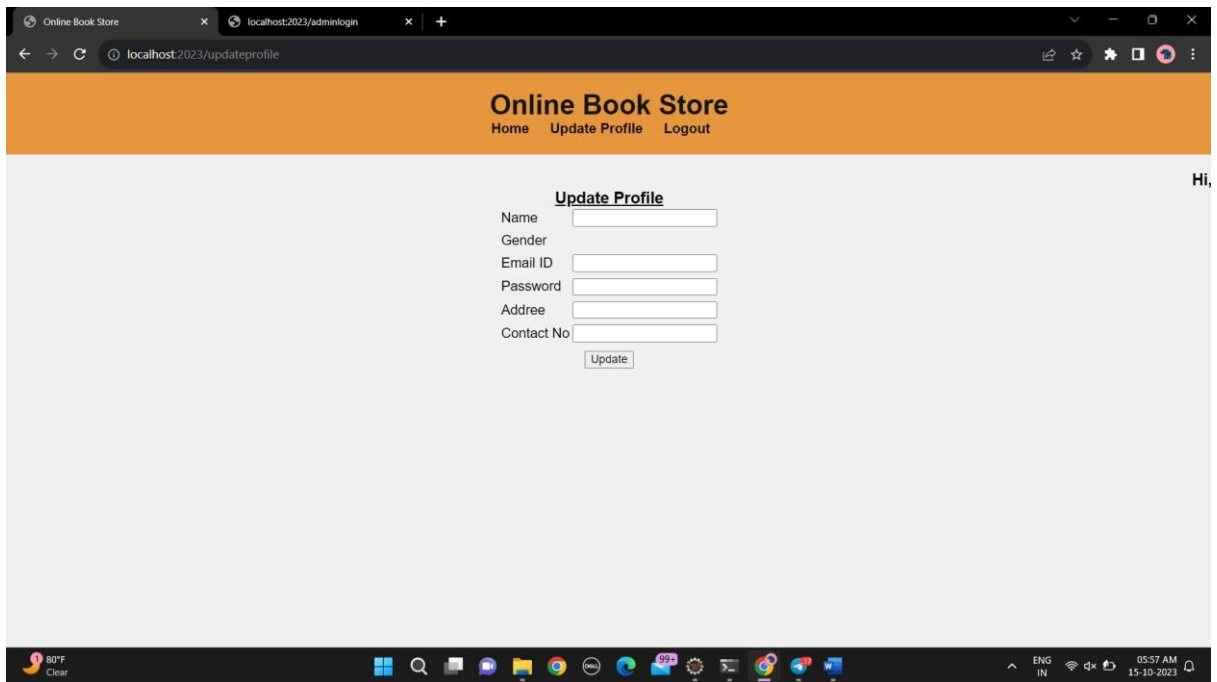 Online Book Store
localhost:2023/adminlogin
localhost:2023/updateprofile
Online Book Store
Home Update Profile Logout
Hi,
Update Profile
Name
Gender
Email ID
Password
Addree
Contact No
Update
1
80°F
Clear
DELL
99+
ENG
IN
05:57 AM
15-10-2023